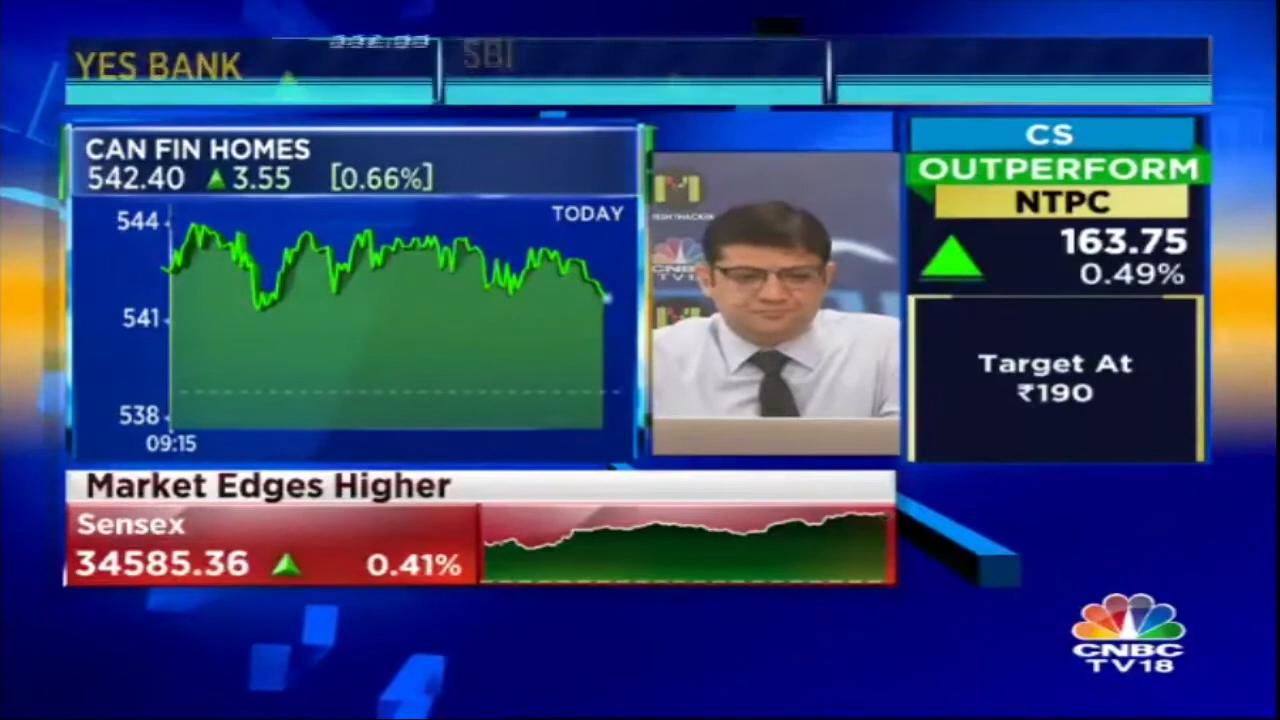 YES BANK
SBI
CAN FIN HOMES
542.40 ▲ 3.55 [0.66%]
TODAY
544
541
538
09:15
CNBC
TV18
CS
OUTPERFORM
NTPC
163.75
0.49%
Target At
₹190
Market Edges Higher
Sensex
34585.36 ▲ 0.41%
CNBC
TV18